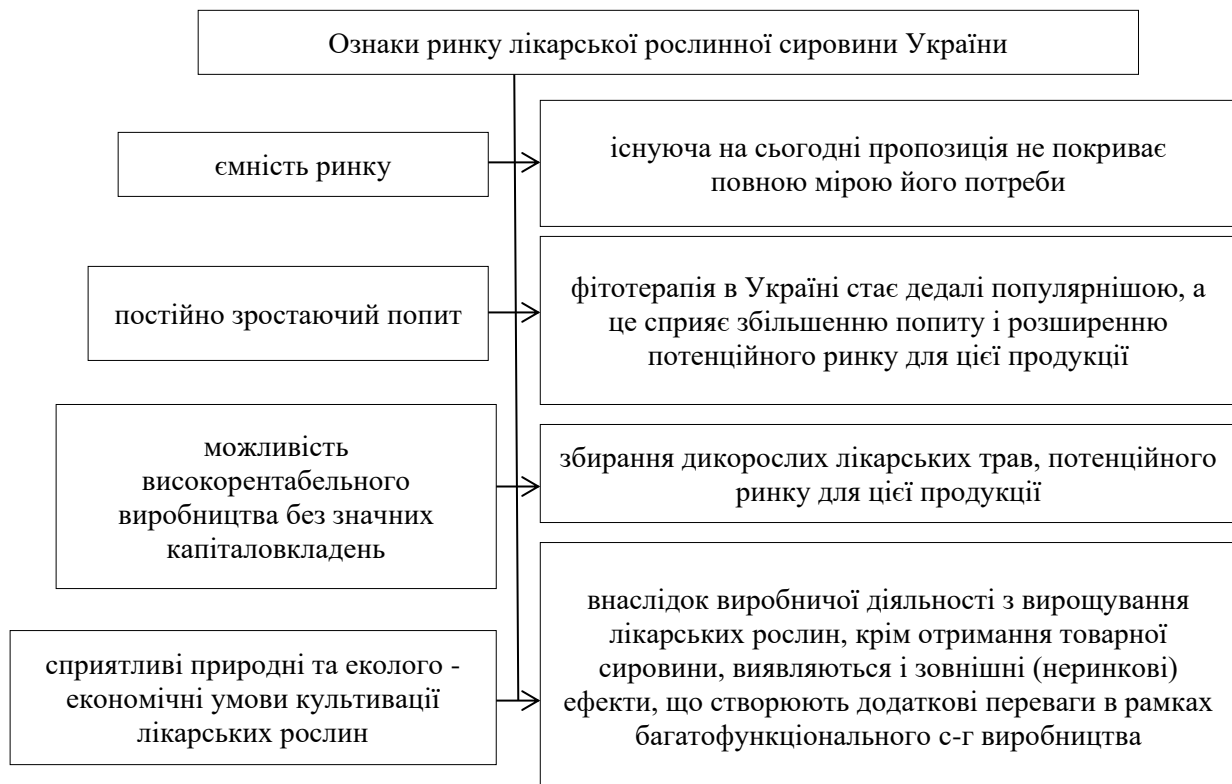 Ознаки ринку лікарської рослинної сировини України
ємність ринку
існуюча на сьогодні пропозиція не покриває
повною мірою його потреби
постійно зростаючий попит
фітотерапія в Україні стає дедалі популярнішою, а
це сприяє збільшенню попиту і розширенню
потенційного ринку для цієї продукції
можливість
високорентабельного
виробництва без значних
капіталовкладень
збирання дикорослих лікарських трав, потенційного
ринку для цієї продукції
сприятливі природні та еколого -
економічні умови культивації
лікарських рослин
внаслідок виробничої діяльності з вирощування
лікарських рослин, крім отримання товарної
сировини, виявляються і зовнішні (неринкові)
ефекти, що створюють додаткові переваги в рамках
багатофункціонального с-г виробництва